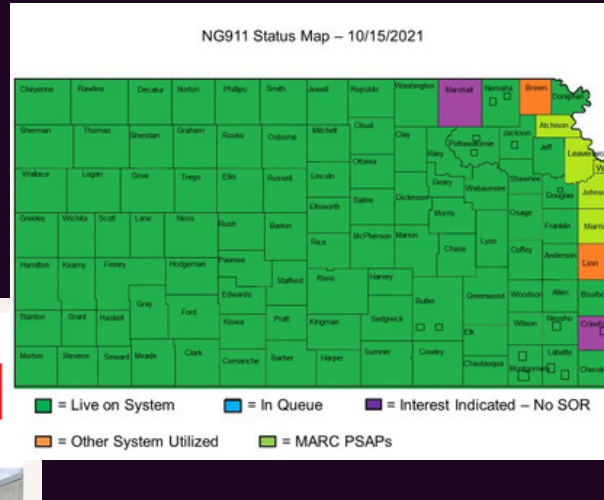 NG911 Status Map – 10/15/2021
Cheyenne Rawlins Decatur Norton Phillips Smith Jewell Republic Washington Marshall Nemaha Brown Doniphan
Sherman Thomas Sheridan Graham Rooks Osborne Mitchell Cloud Clay Riley Pottawatomie Jackson Atchison
Jeff Leavenwo
Ottawa
Wallace Logan Gove Trego Ellis Russell Lincoln Saline Dickinson Geary Wabaunsee Shawnee Douglas Johns
Ellsworth Morris Osage Franklin Miami
Greeley Wichita Scott Lane Ness Rush Barton Rice McPherson Marion Chase Lyon Coffey Anderson Linn
Hamilton Kearny Finney Hodgeman Pawnee Stafford Reno Harvey Butler Greenwood Woodson Allen Bourbo
Gray Ford Edwards
Stanton Grant Haskell Kiowa Pratt Kingman Sedgwick Elk Wilson Neosho Crawfo
Morton Stevens Seward Meade Clark Comanche Barber Harper Sumner Cowley Chautauqua Montgomery Labette Cherok
= Live on System = In Queue = Interest Indicated – No SOR
= Other System Utilized = MARC PSAPs